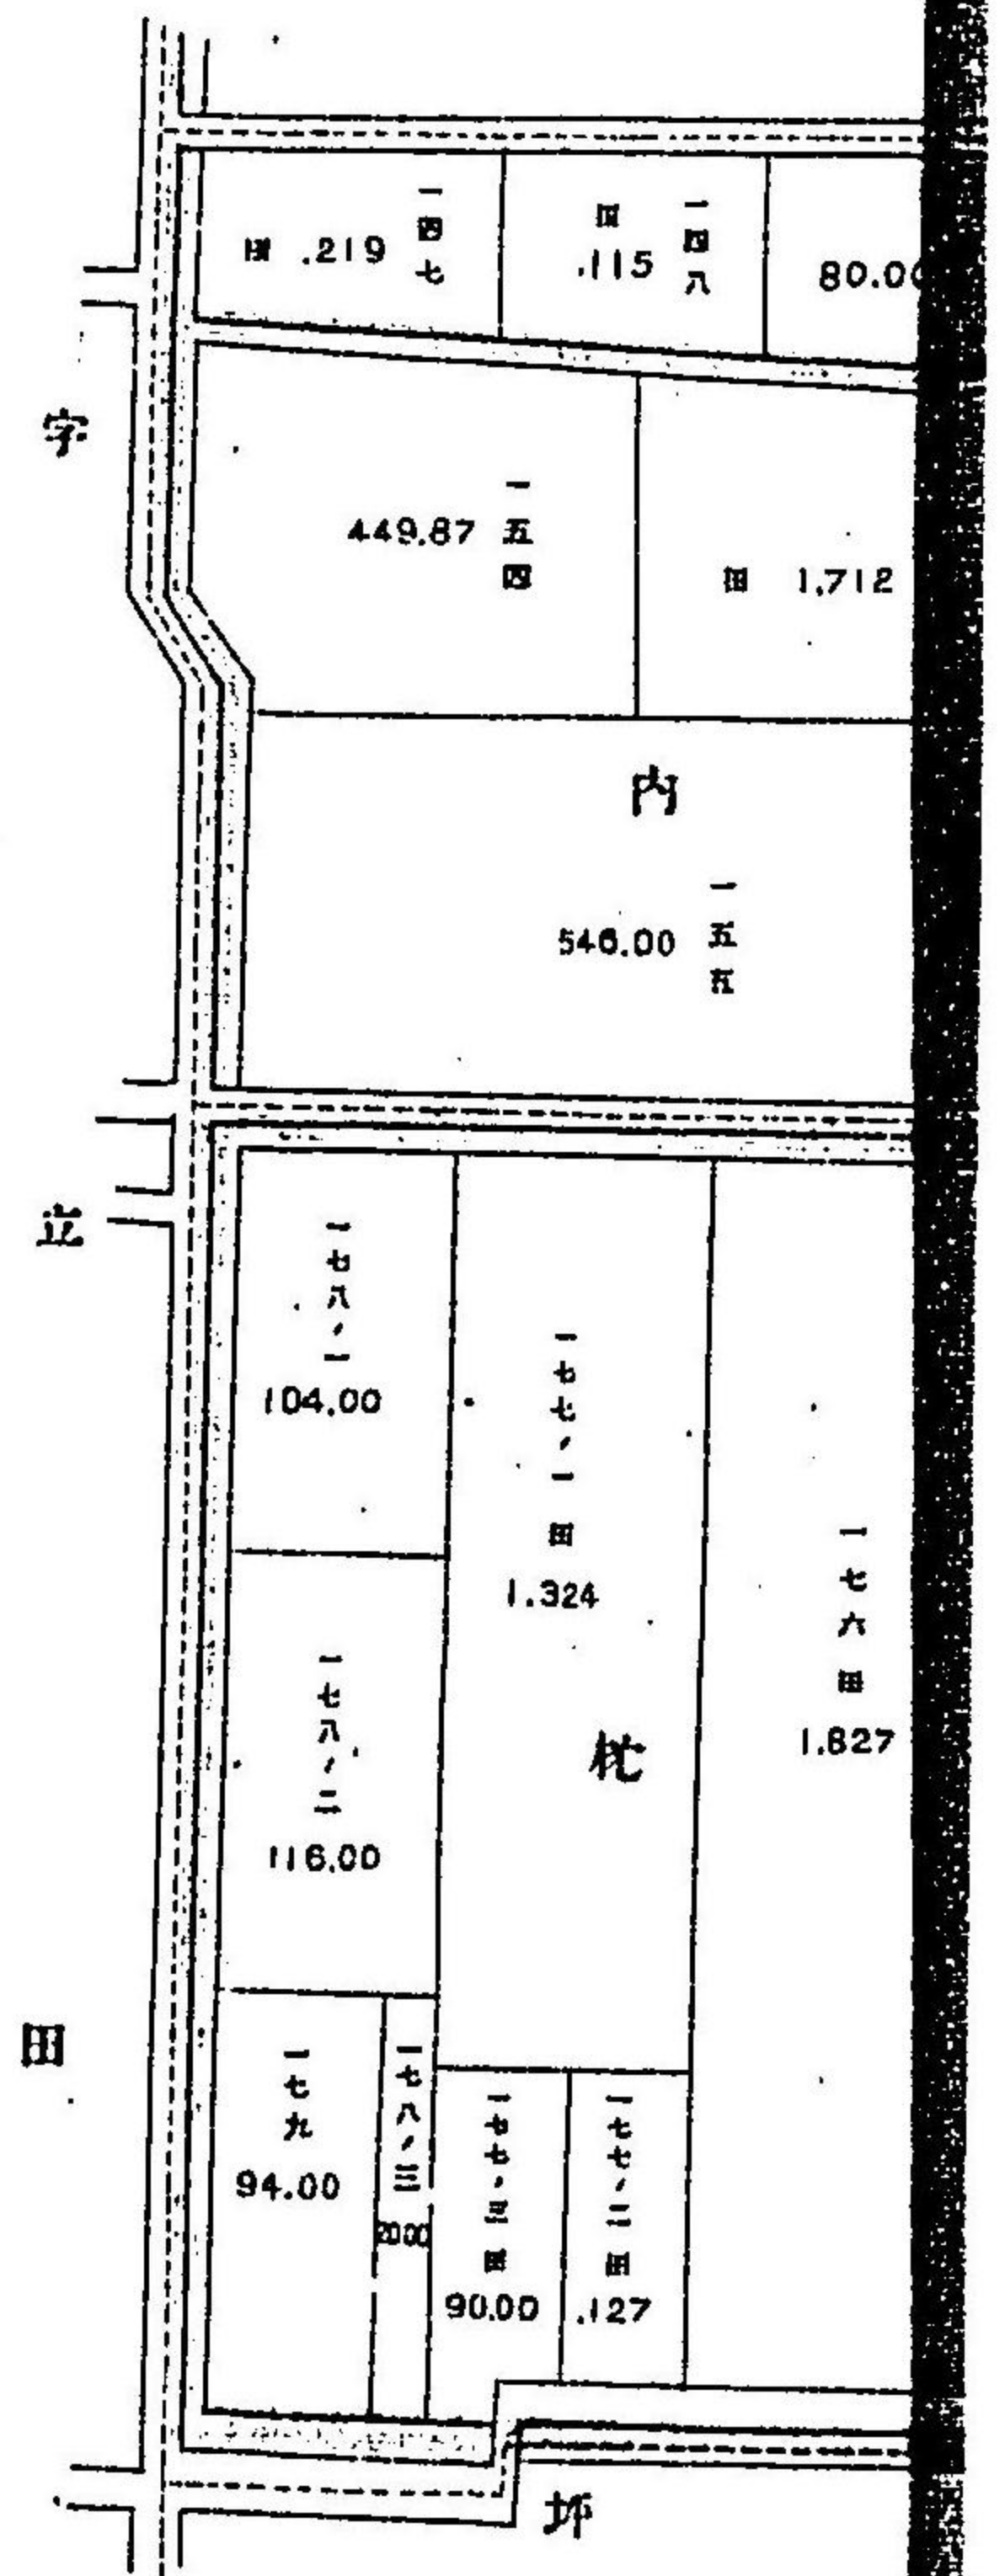 一四七
田 .219
一四八
田
.115
80.00
字
一五四
449.87
田 1.712
内
一五五
546.00
立
一七八ノ一
104.00
一七七ノ一 田
1.324
一七六 田
1.827
一七八ノ二
116.00
田
一七九
94.00
一七八ノ三
20.00
一七七ノ三 田
90.00
一七七ノ二 田
.127
坪